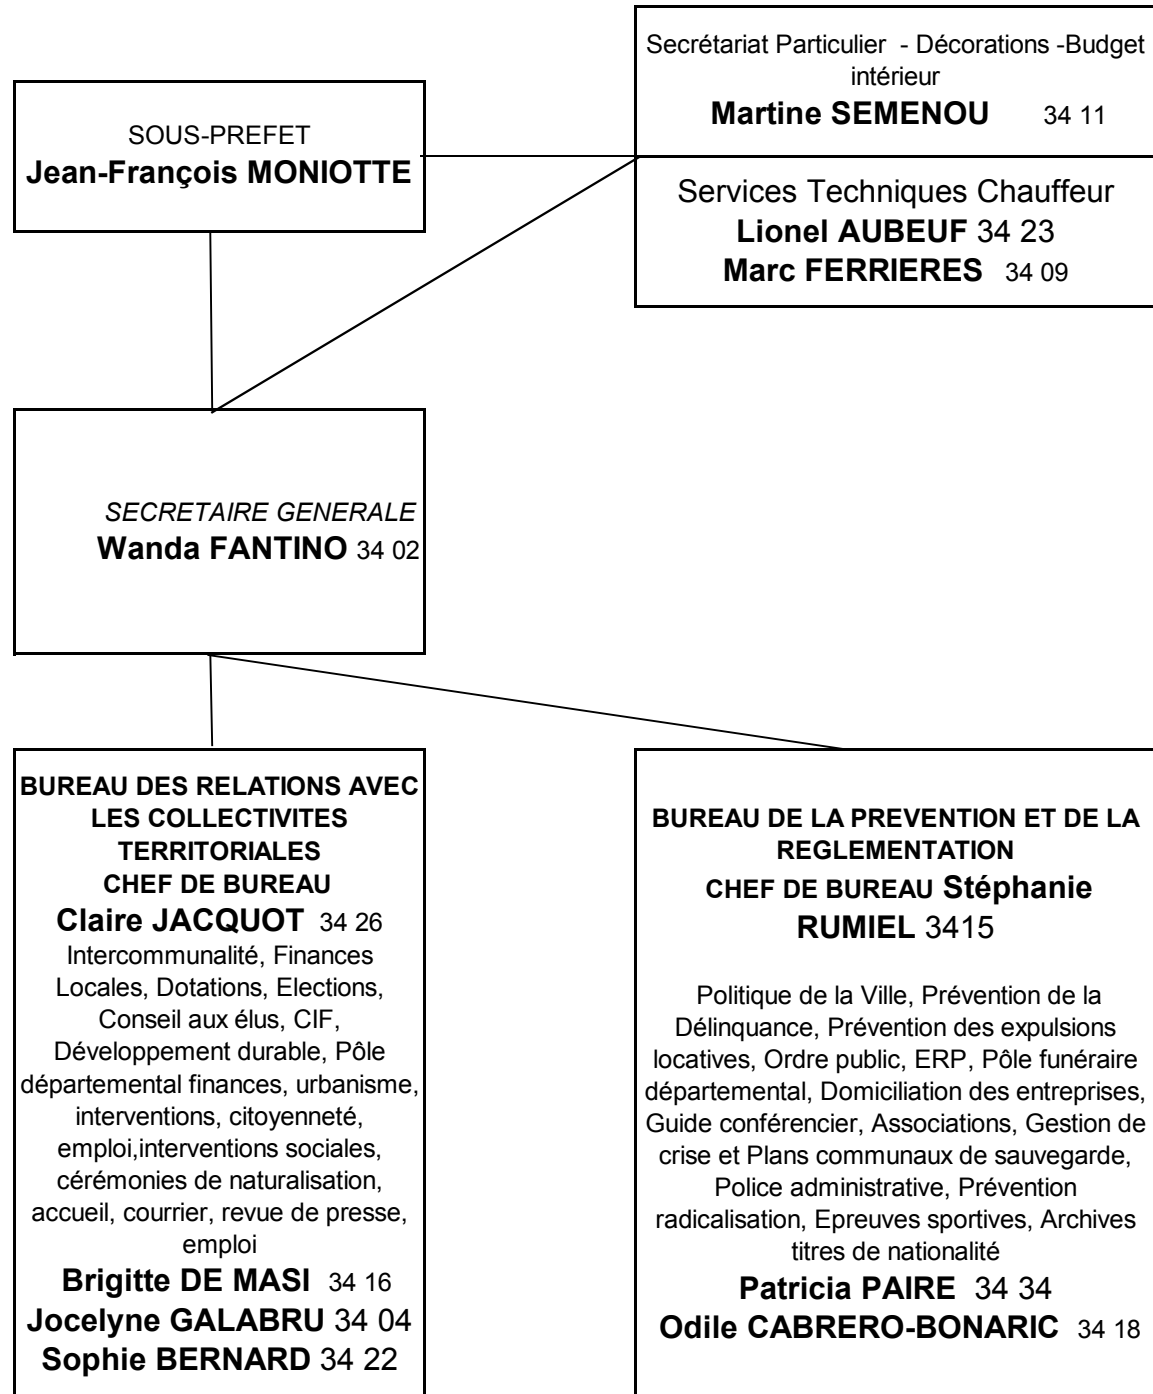 Secrétariat Particulier - Décorations -Budget
intérieur
Martine SEMENOU 34 11
SOUS-PREFET
Jean-François MONIOTTE
Services Techniques Chauffeur
Lionel AUBEUF 34 23
Marc FERRIERES 34 09
SECRETAIRE GENERALE
Wanda FANTINO 34 02
BUREAU DES RELATIONS AVEC
LES COLLECTIVITES
TERRITORIALES
CHEF DE BUREAU
Claire JACQUOT 34 26
Intercommunalité, Finances
Locales, Dotations, Elections,
Conseil aux élus, CIF,
Développement durable, Pôle
départemental finances, urbanisme,
interventions, citoyenneté,
emploi,interventions sociales,
cérémonies de naturalisation,
accueil, courrier, revue de presse,
emploi
Brigitte DE MASI 34 16
Jocelyne GALABRU 34 04
Sophie BERNARD 34 22
BUREAU DE LA PREVENTION ET DE LA
REGLEMENTATION
CHEF DE BUREAU Stéphanie
RUMIEL 3415
Politique de la Ville, Prévention de la
Délinquance, Prévention des expulsions
locatives, Ordre public, ERP, Pôle funéraire
départemental, Domiciliation des entreprises,
Guide conférencier, Associations, Gestion de
crise et Plans communaux de sauvegarde,
Police administrative, Prévention
radicalisation, Epreuves sportives, Archives
titres de nationalité
Patricia PAIRE 34 34
Odile CABRERO-BONARIC 34 18